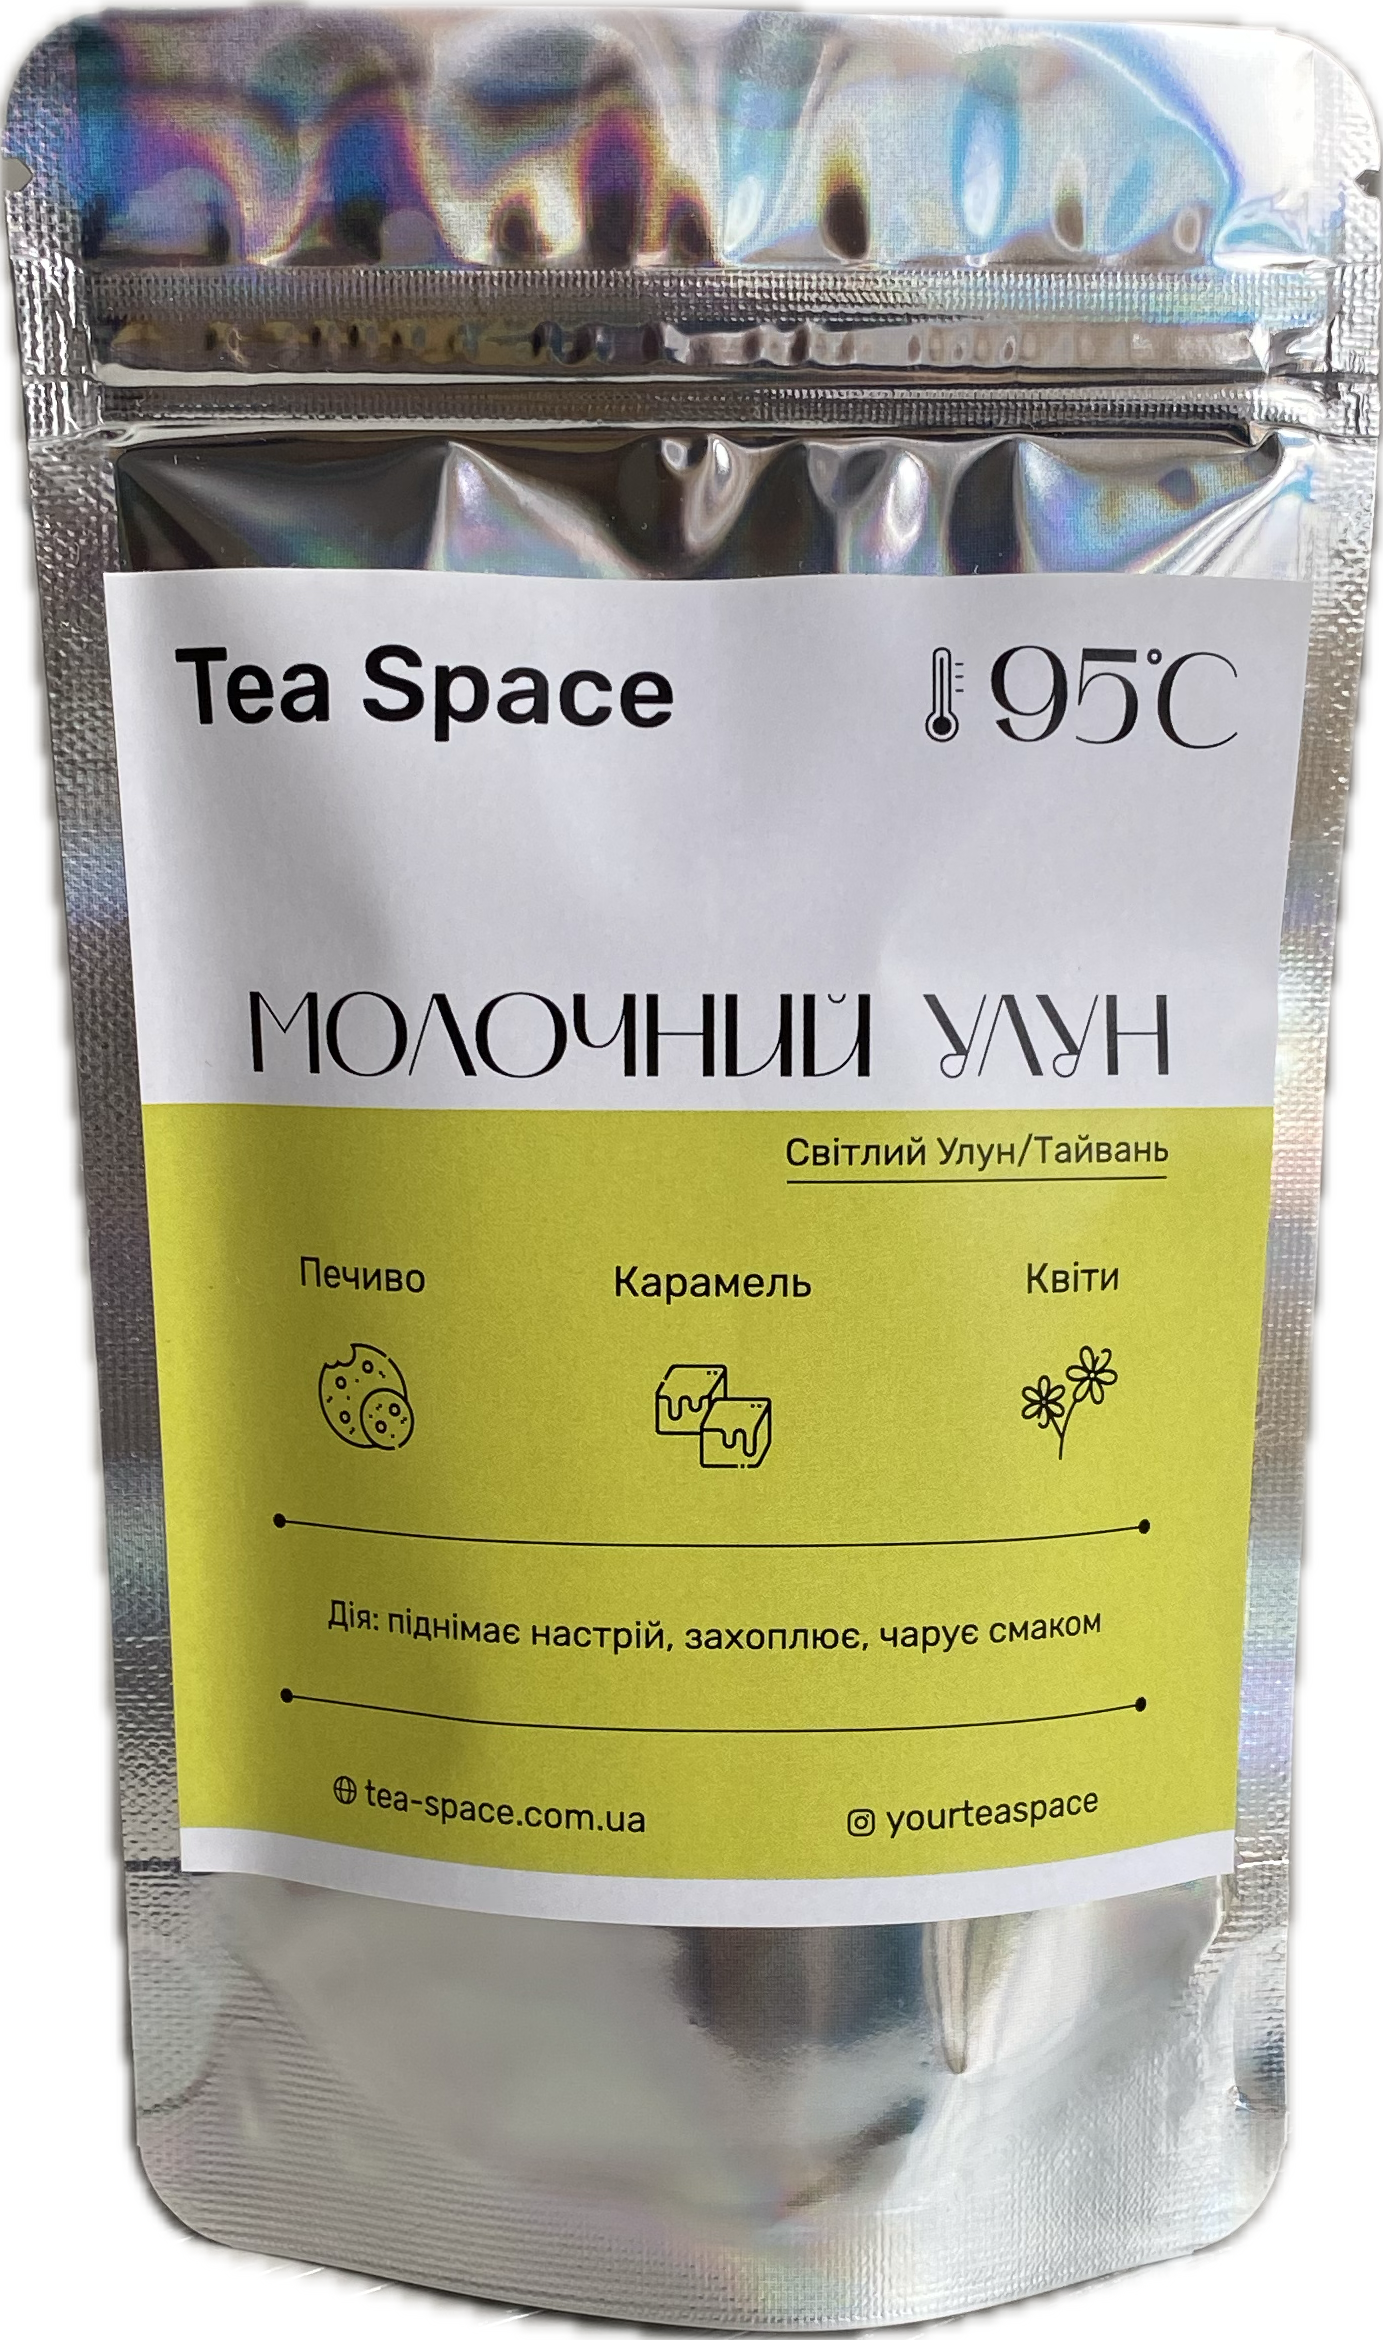 Tea Space
95°C
МОЛОЧНИЙ УЛУН
Світлий Улун/Тайвань
Печиво
Карамель
Квіти
Дія: піднімає настрій, захоплює, чарує смаком
tea-space.com.ua
yourteaspace